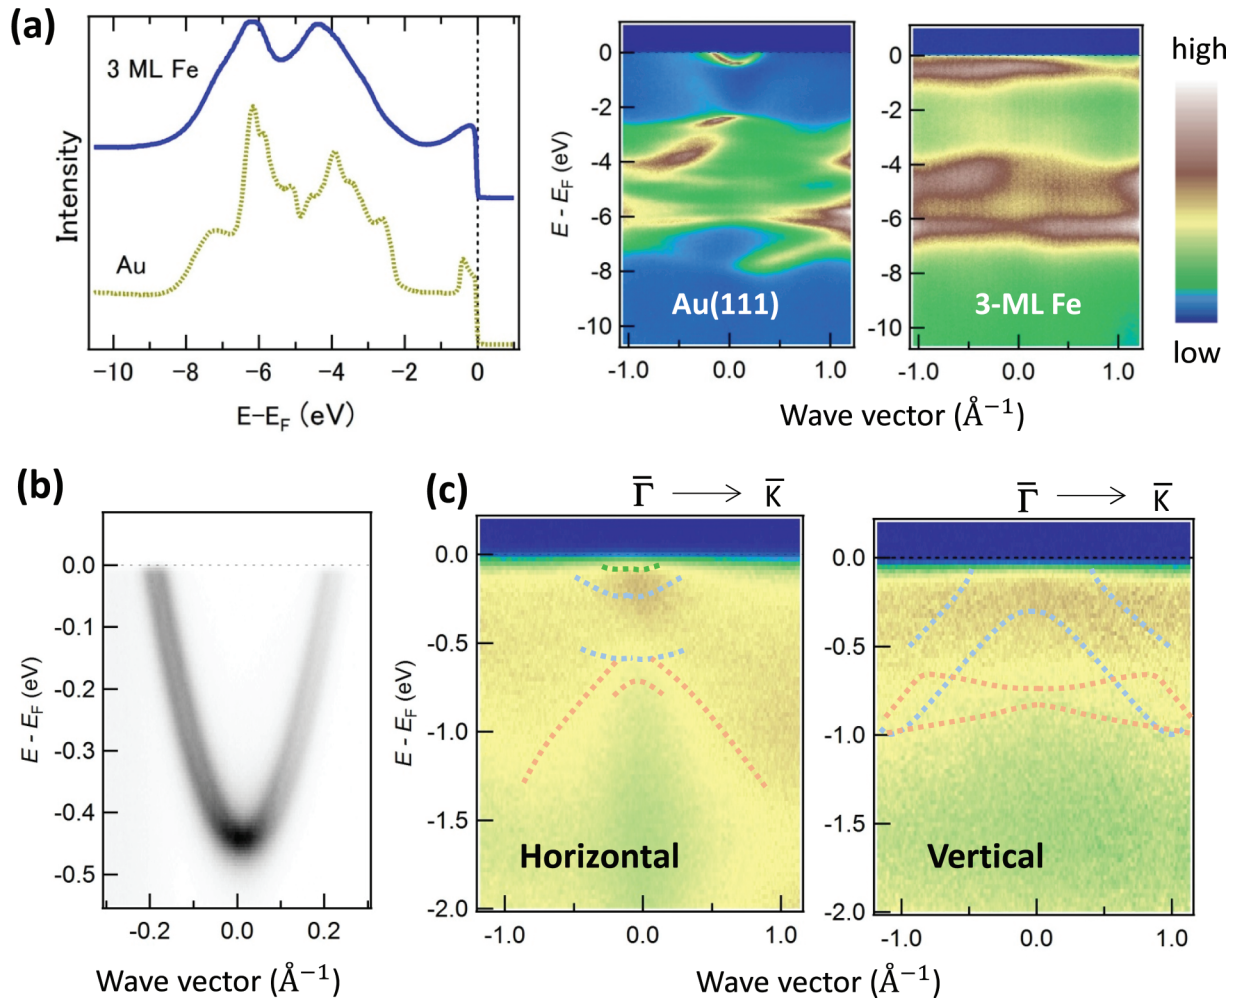 (a)
3 ML Fe
Au
Intensity
-10 -8 -6 -4 -2 0
E-E_F (eV)
E - E_F (eV)
0
-2
-4
-6
-8
-10
Au(111)
-1.0 0.0 1.0
0
-2
-4
-6
-8
-10
3-ML Fe
-1.0 0.0 1.0
Wave vector (Å⁻¹)
high
low
(b)
E - E_F (eV)
0.0
-0.1
-0.2
-0.3
-0.4
-0.5
-0.2 0.0 0.2
Wave vector (Å⁻¹)
(c)
Γ̅ → K̅
E - E_F (eV)
0.0
-0.5
-1.0
-1.5
-2.0
Horizontal
-1.0 0.0 1.0
Γ̅ → K̅
0.0
-0.5
-1.0
-1.5
-2.0
Vertical
-1.0 0.0 1.0
Wave vector (Å⁻¹)